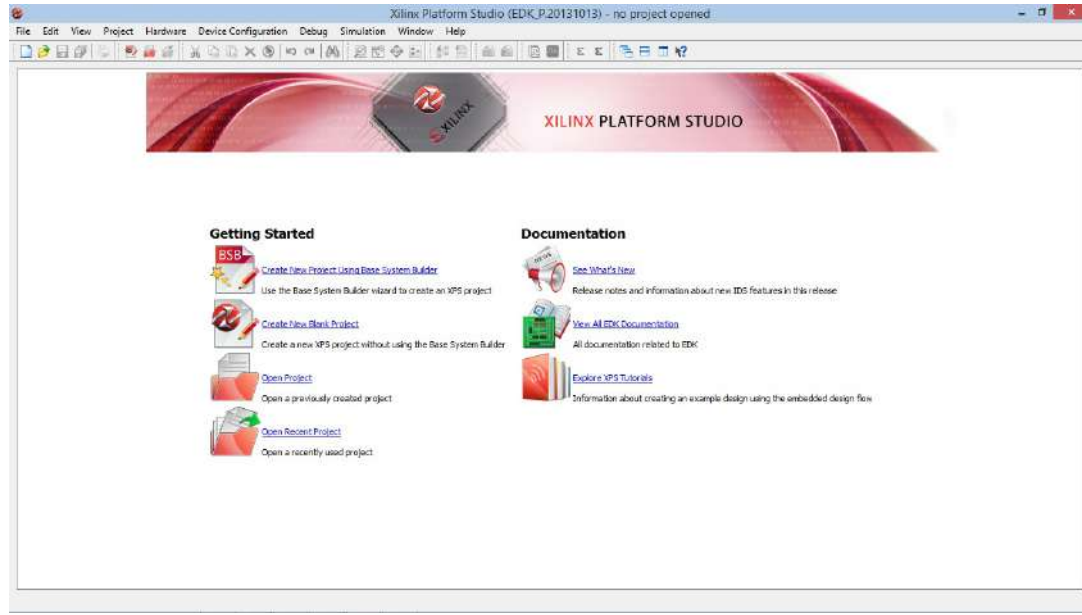 Xilinx Platform Studio (EDK_P.20131013) - no project opened
File Edit View Project Hardware Device Configuration Debug Simulation Window Help
XILINX
XILINX PLATFORM STUDIO
Getting Started
BSB
Create New Project Using Base System Builder
Use the Base System Builder wizard to create an XPS project
Create New Blank Project
Create a new XPS project without using the Base System Builder
Open Project
Open a previously created project
Open Recent Project
Open a recently used project
Documentation
See What's New
Release notes and information about new IDS features in this release
View All EDK Documentation
All documentation related to EDK
Explore XPS Tutorials
Information about creating an example design using the embedded design flow